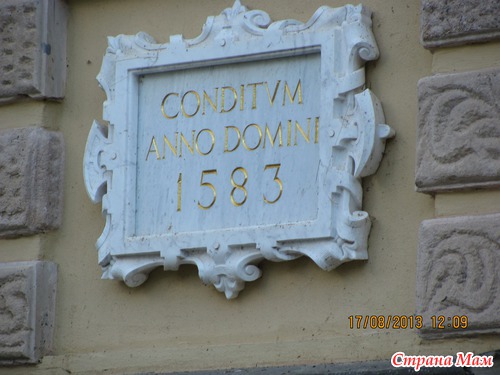 CONDITVM
ANNO DOMINI
1583
17/08/2013 12:09
Страна Мам